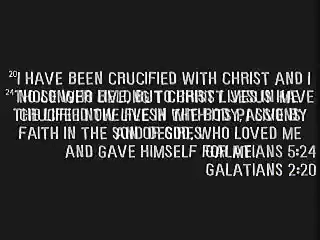 20 I HAVE BEEN CRUCIFIED WITH CHRIST AND I
NO LONGER LIVE, BUT CHRIST LIVES IN ME.
24 THOSE WHO BELONG TO CHRIST JESUS HAVE
THE LIFE I NOW LIVE IN THE BODY, I LIVE BY
CRUCIFIED THE FLESH WITH ITS PASSIONS
FAITH IN THE SON OF GOD, WHO LOVED ME
AND DESIRES.
AND GAVE HIMSELF FOR ME.
GALATIANS 5:24
GALATIANS 2:20